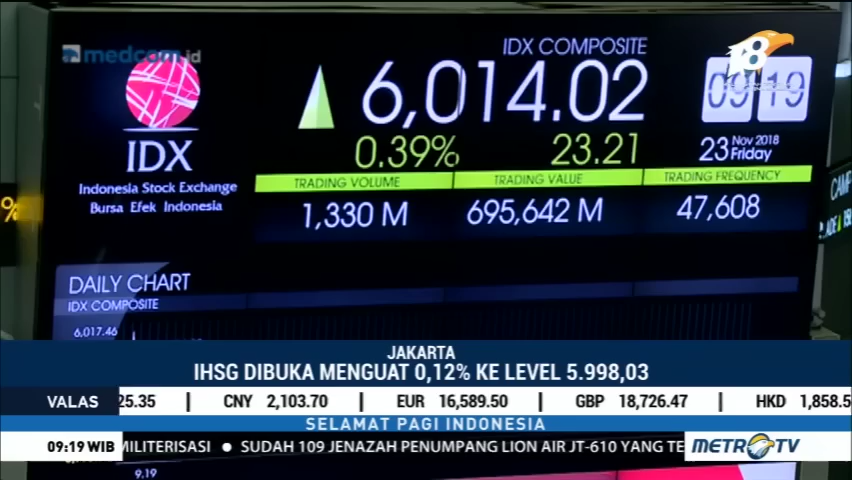 medcom.id
18
IDX
Indonesia Stock Exchange
Bursa Efek Indonesia
IDX COMPOSITE
6,014.02
0.39% 23.21
09 19
23 Nov 2018
Friday
TRADING VOLUME TRADING VALUE TRADING FREQUENCY
1,330 M 695,642 M 47,608
%
CAMP
DAILY CHART
IDX COMPOSITE
6,017.46
JAKARTA
IHSG DIBUKA MENGUAT 0,12% KE LEVEL 5.998,03
VALAS 25.35 | CNY 2,103.70 | EUR 16,589.50 | GBP 18,726.47 | HKD 1,858.5
SELAMAT PAGI INDONESIA
09:19 WIB MILITERISASI ● SUDAH 109 JENAZAH PENUMPANG LION AIR JT-610 YANG TE
METRO TV
9,19